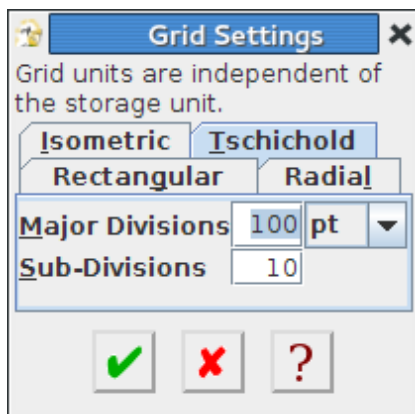 Grid Settings
Grid units are independent of
the storage unit.
Isometric Tschichold
Rectangular Radial
Major Divisions 100 pt
Sub-Divisions 10
?